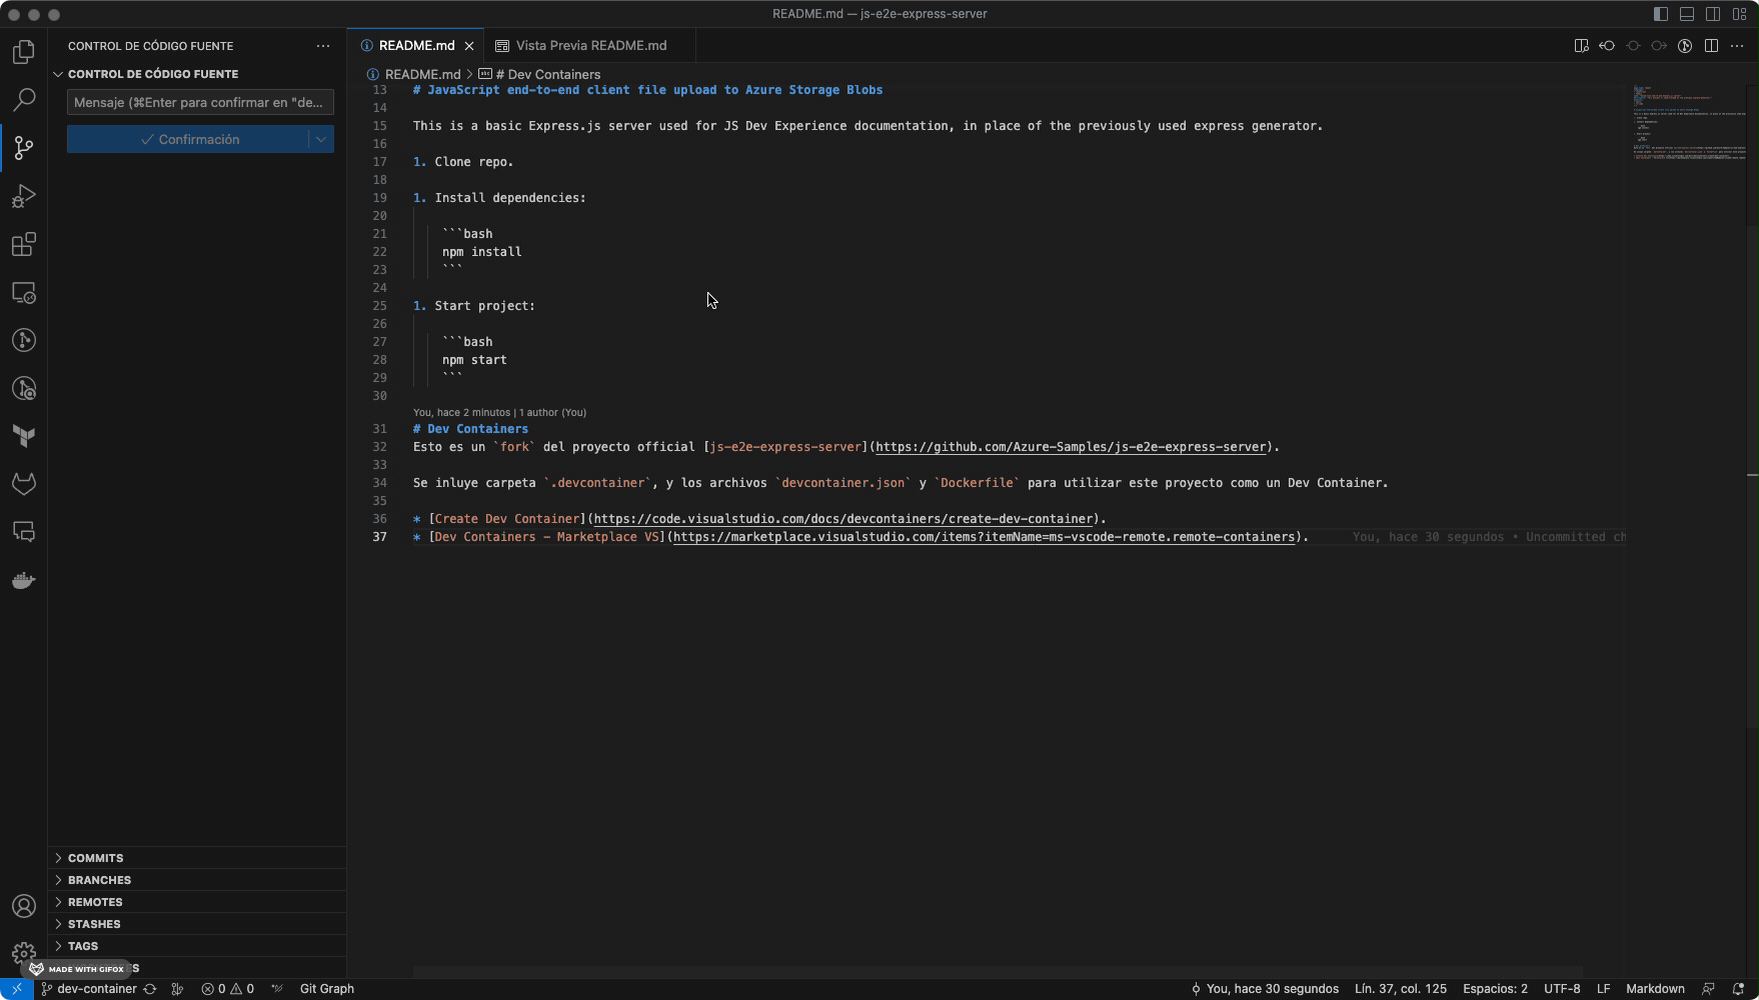 README.md — js-e2e-express-server
CONTROL DE CÓDIGO FUENTE
CONTROL DE CÓDIGO FUENTE
Mensaje (⌘Enter para confirmar en "de...
Confirmación
README.md
Vista Previa README.md
README.md > # Dev Containers
13 # JavaScript end-to-end client file upload to Azure Storage Blobs
14
15 This is a basic Express.js server used for JS Dev Experience documentation, in place of the previously used express generator.
16
17 1. Clone repo.
18
19 1. Install dependencies:
20
21 ```bash
22 npm install
23 ```
24
25 1. Start project:
26
27 ```bash
28 npm start
29 ```
30
You, hace 2 minutos | 1 author (You)
31 # Dev Containers
32 Esto es un `fork` del proyecto official [js-e2e-express-server](https://github.com/Azure-Samples/js-e2e-express-server).
33
34 Se inluye carpeta `.devcontainer`, y los archivos `devcontainer.json` y `Dockerfile` para utilizar este proyecto como un Dev Container.
35
36 * [Create Dev Container](https://code.visualstudio.com/docs/devcontainers/create-dev-container).
37 * [Dev Containers - Marketplace VS](https://marketplace.visualstudio.com/items?itemName=ms-vscode-remote.remote-containers). You, hace 30 segundos • Uncommitted ch
COMMITS
BRANCHES
REMOTES
STASHES
TAGS
MADE WITH GIFOX
dev-container 0 0 Git Graph You, hace 30 segundos Lín. 37, col. 125 Espacios: 2 UTF-8 LF Markdown